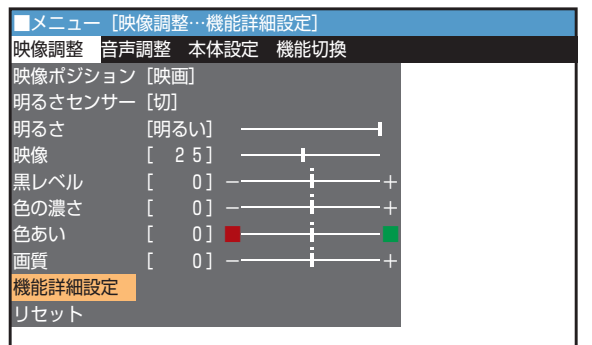 ■メニュー [映像調整…機能詳細設定]
映像調整 音声調整 本体設定 機能切換
映像ポジション [映画]
明るさセンサー [切]
明るさ [明るい]
映像 [ 25]
黒レベル [ 0] − +
色の濃さ [ 0] − +
色あい [ 0]
画質 [ 0] − +
機能詳細設定
リセット